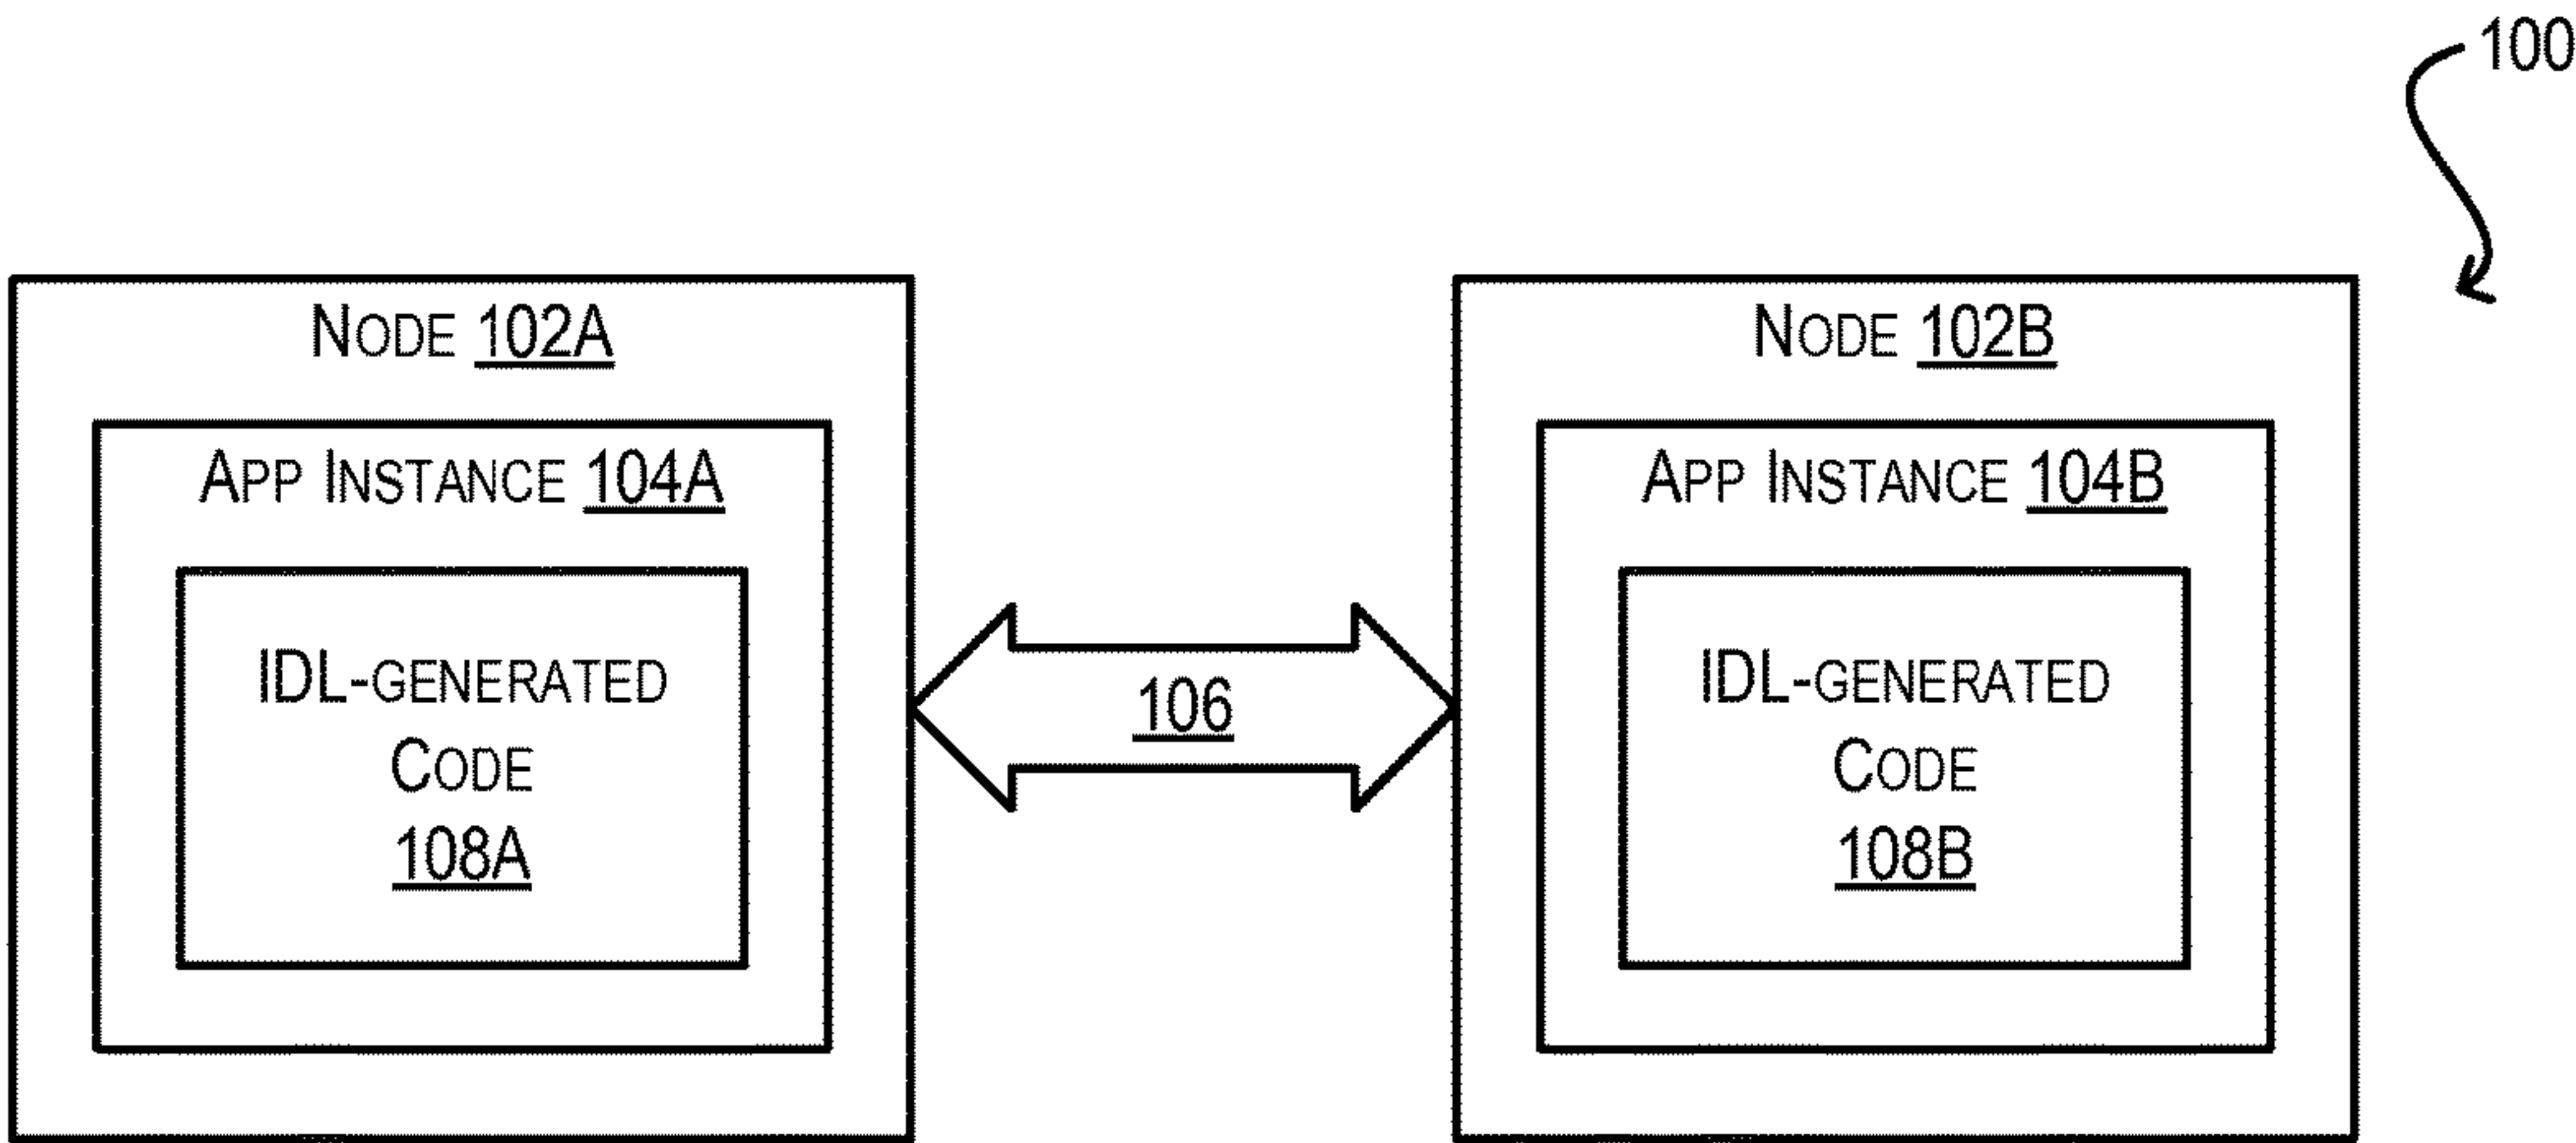 100
NODE 102A
APP INSTANCE 104A
IDL-GENERATED
CODE
108A
106
NODE 102B
APP INSTANCE 104B
IDL-GENERATED
CODE
108B